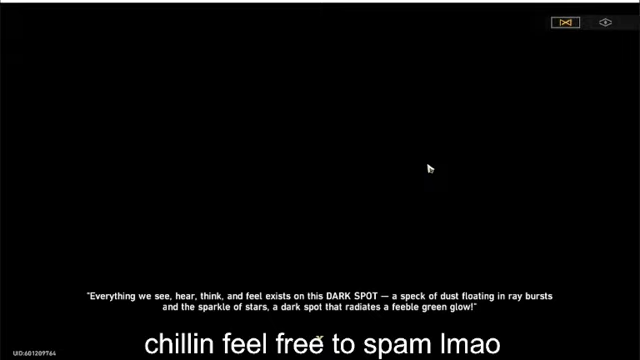 "Everything we see, hear, think, and feel exists on this DARK SPOT — a speck of dust floating in ray bursts
and the sparkle of stars, a dark spot that radiates a feeble green glow!"
chillin feel free to spam lmao
UID:601209764